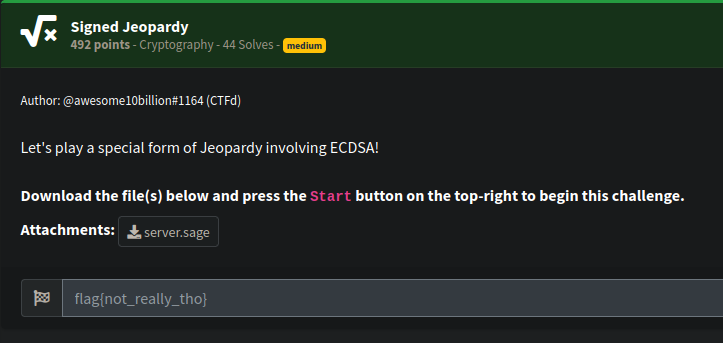 Signed Jeopardy
492 points - Cryptography - 44 Solves - medium
Author: @awesome10billion#1164 (CTFd)
Let's play a special form of Jeopardy involving ECDSA!
Download the file(s) below and press the Start button on the top-right to begin this challenge.
Attachments: server.sage
flag{not_really_tho}